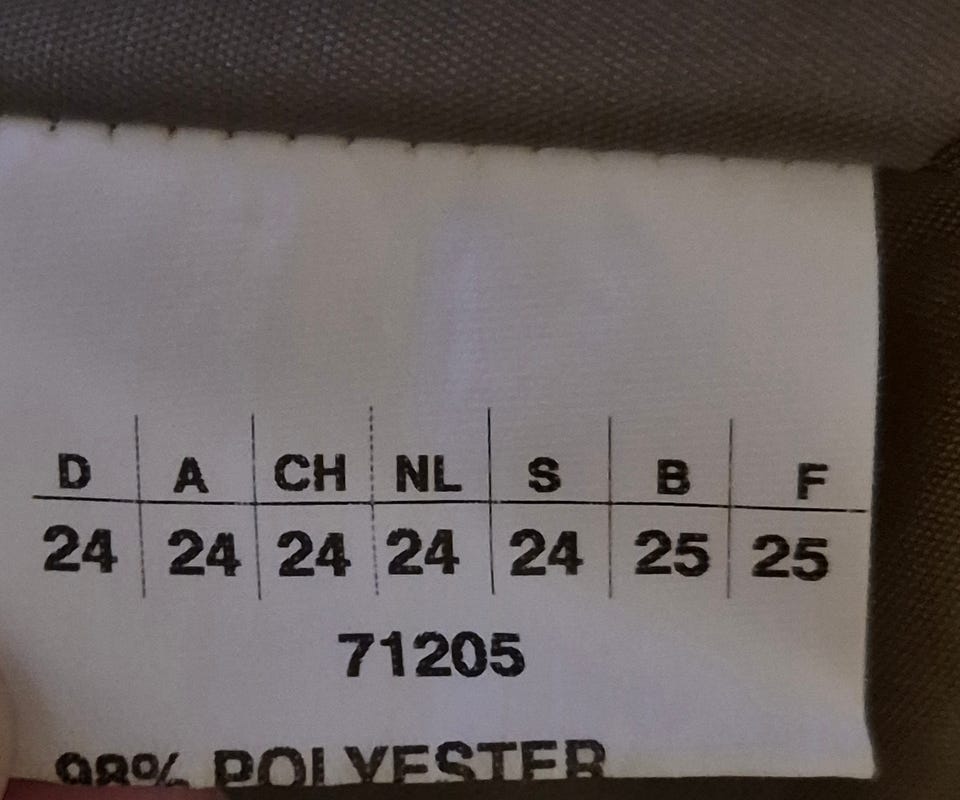 D A CH NL S B F
24 24 24 24 24 25 25
71205
98% POLYESTER